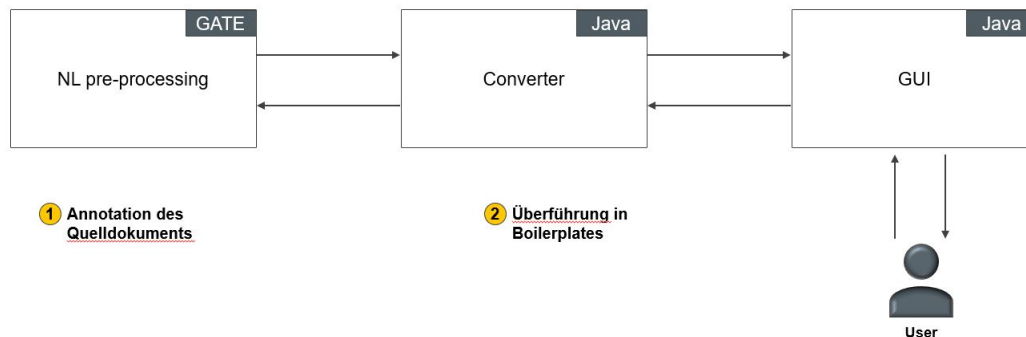 GATE
NL pre-processing
Java
Converter
Java
GUI
1 Annotation des
Quelldokuments
2 Überführung in
Boilerplates
User